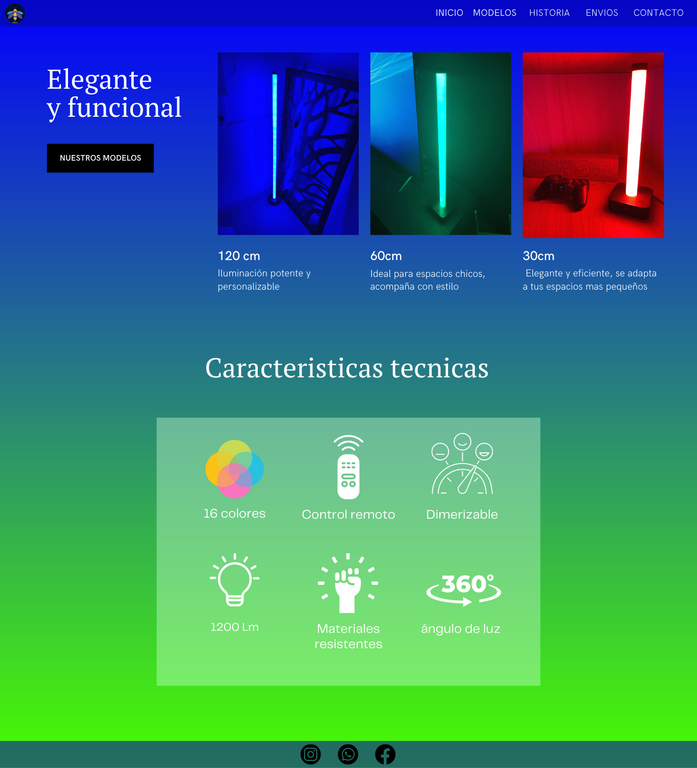 INICIO MODELOS HISTORIA ENVIOS CONTACTO
Elegante
y funcional
NUESTROS MODELOS
120 cm
Iluminación potente y
personalizable
60cm
Ideal para espacios chicos,
acompaña con estilo
30cm
Elegante y eficiente, se adapta
a tus espacios mas pequeños
Caracteristicas tecnicas
16 colores
Control remoto
Dimerizable
1200 Lm
Materiales
resistentes
360°
ángulo de luz